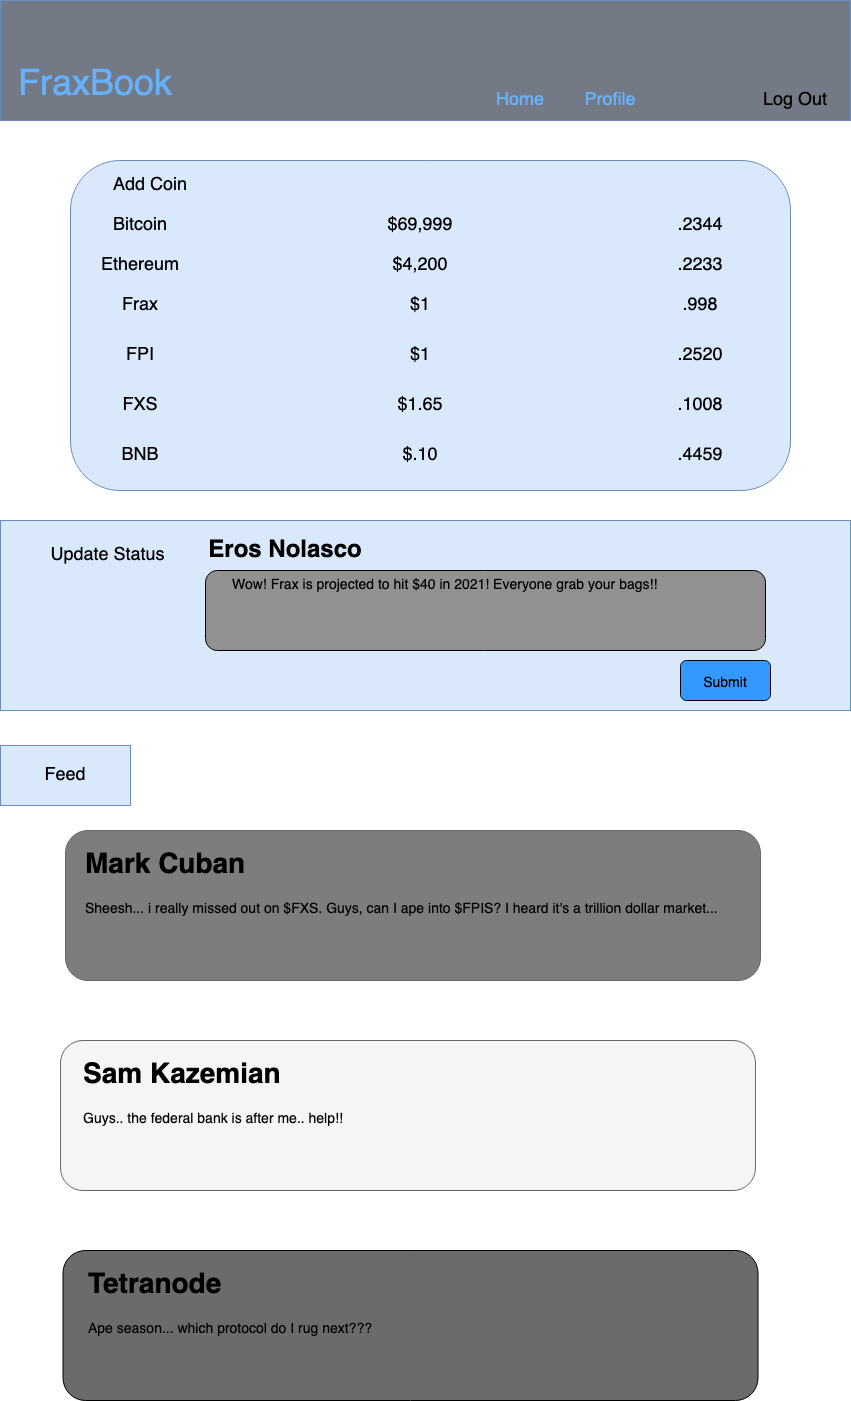 FraxBook
Home Profile Log Out
Add Coin
Bitcoin $69,999 .2344
Ethereum $4,200 .2233
Frax $1 .998
FPI $1 .2520
FXS $1.65 .1008
BNB $.10 .4459
Update Status
Eros Nolasco
Wow! Frax is projected to hit $40 in 2021! Everyone grab your bags!!
Submit
Feed
Mark Cuban
Sheesh... i really missed out on $FXS. Guys, can I ape into $FPIS? I heard it's a trillion dollar market...
Sam Kazemian
Guys.. the federal bank is after me.. help!!
Tetranode
Ape season... which protocol do I rug next???